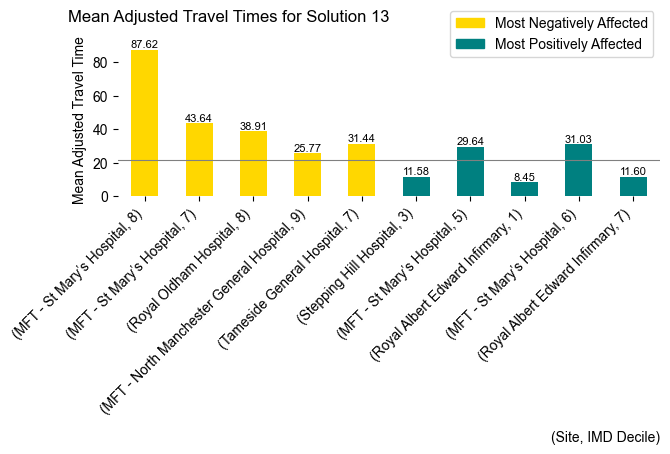 Mean Adjusted Travel Times for Solution 13
Most Negatively Affected
Most Positively Affected
Mean Adjusted Travel Time
80
60
40
20
0
87.62
43.64
38.91
25.77
31.44
11.58
29.64
8.45
31.03
11.60
(MFT - St Mary's Hospital, 8)
(MFT - St Mary's Hospital, 7)
(Royal Oldham Hospital, 8)
(MFT - North Manchester General Hospital, 9)
(Tameside General Hospital, 7)
(Stepping Hill Hospital, 3)
(MFT - St Mary's Hospital, 5)
(Royal Albert Edward Infirmary, 1)
(MFT - St Mary's Hospital, 6)
(Royal Albert Edward Infirmary, 7)
(Site, IMD Decile)